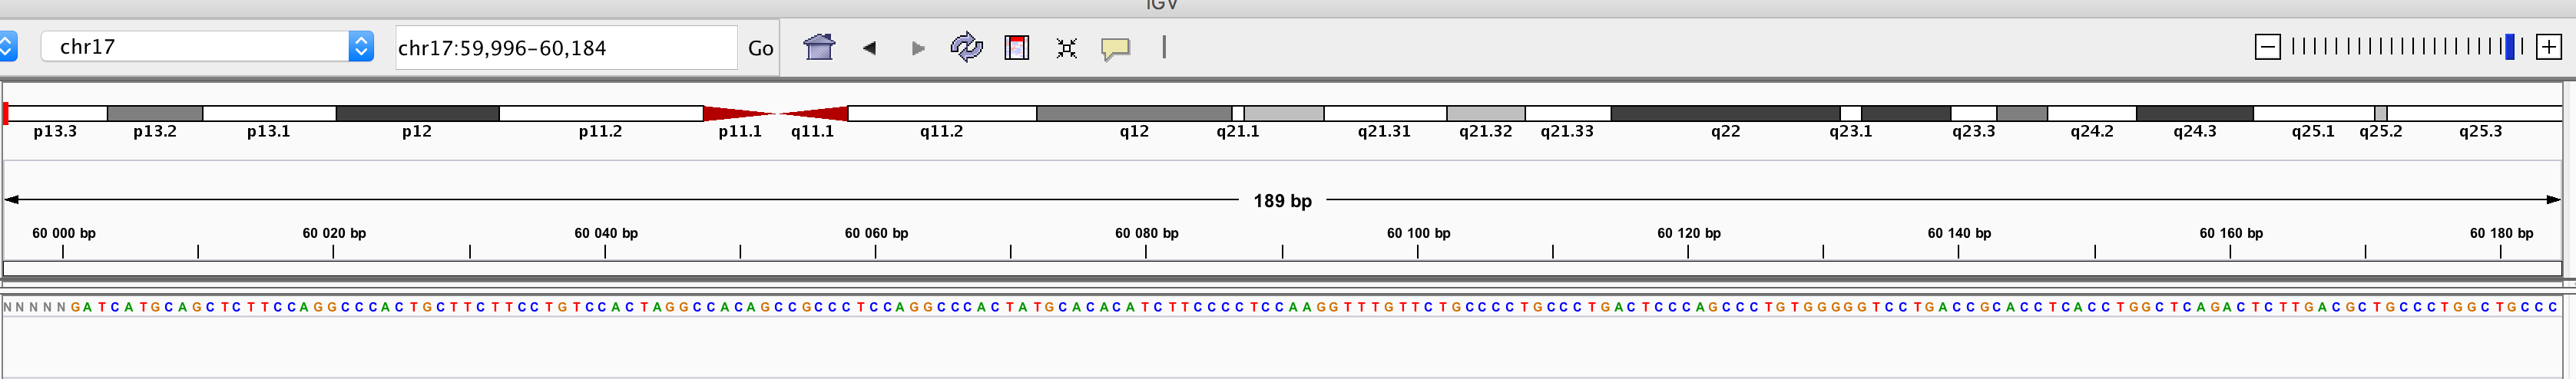 IGV
chr17 chr17:59,996-60,184 Go
p13.3 p13.2 p13.1 p12 p11.2 p11.1 q11.1 q11.2 q12 q21.1 q21.31 q21.32 q21.33 q22 q23.1 q23.3 q24.2 q24.3 q25.1 q25.2 q25.3
189 bp
60 000 bp 60 020 bp 60 040 bp 60 060 bp 60 080 bp 60 100 bp 60 120 bp 60 140 bp 60 160 bp 60 180 bp
N N N N N G A T C A T G C A G C T C T T C C A G G C C C A C T G C T T C T T C C T G T C C A C T A G G C C A C A G C C G C C C T C C A G G C C C A C T A T G C A C A C A T C T T C C C C T C C A A G G T T T G T T C T G C C C C T G C C C T G A C T C C C A G C C C T G T G G G G G T C C T G A C C G C A C C T C A C C T G G C T C A G A C T C T T G A C G C T G C C C T G G C T G C C C